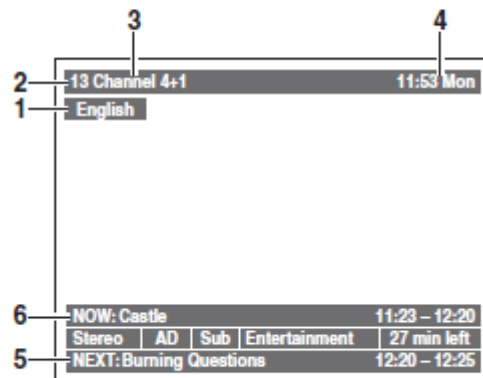 3 4
2 13 Channel 4+1 11:53 Mon
1 English
6 NOW: Castle 11:23 – 12:20
Stereo AD Sub Entertainment 27 min left
5 NEXT: Burning Questions 12:20 – 12:25